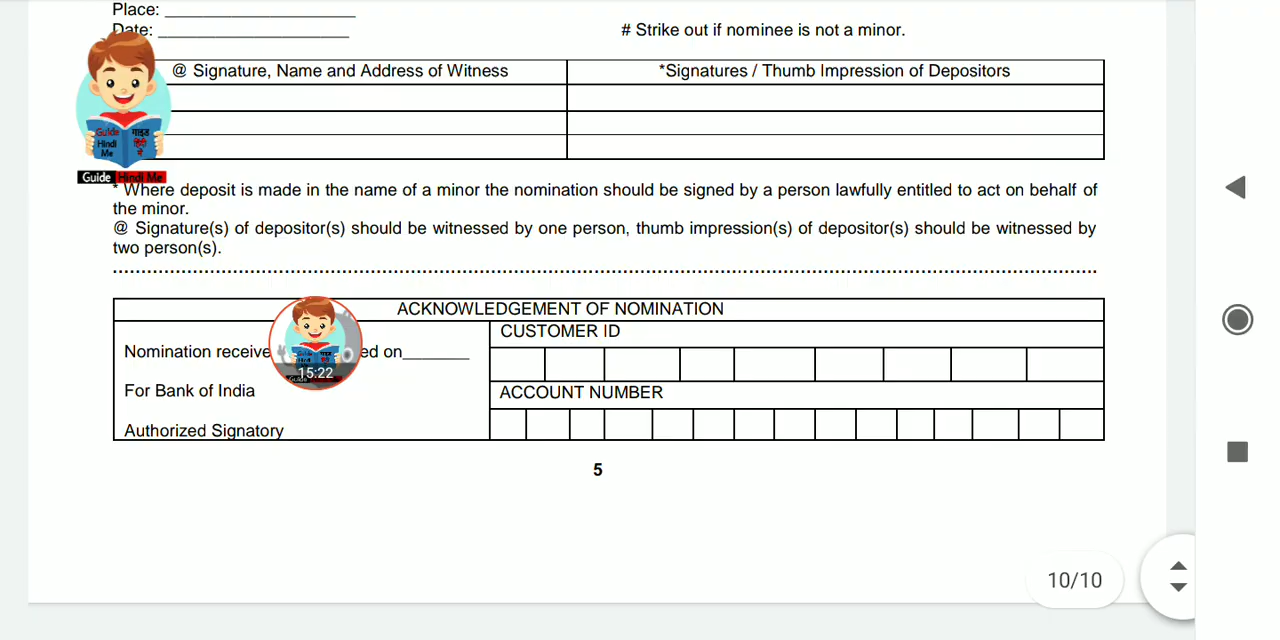 Place: ____________________
Date: ____________________
# Strike out if nominee is not a minor.
@ Signature, Name and Address of Witness
*Signatures / Thumb Impression of Depositors
Guide गाइड
Hindi हिंदी
Me में
Guide Hindi Me
* Where deposit is made in the name of a minor the nomination should be signed by a person lawfully entitled to act on behalf of
the minor.
@ Signature(s) of depositor(s) should be witnessed by one person, thumb impression(s) of depositor(s) should be witnessed by
two person(s).
ACKNOWLEDGEMENT OF NOMINATION
CUSTOMER ID
Nomination receive ed on_______
15:22
For Bank of India
ACCOUNT NUMBER
Authorized Signatory
5
10/10